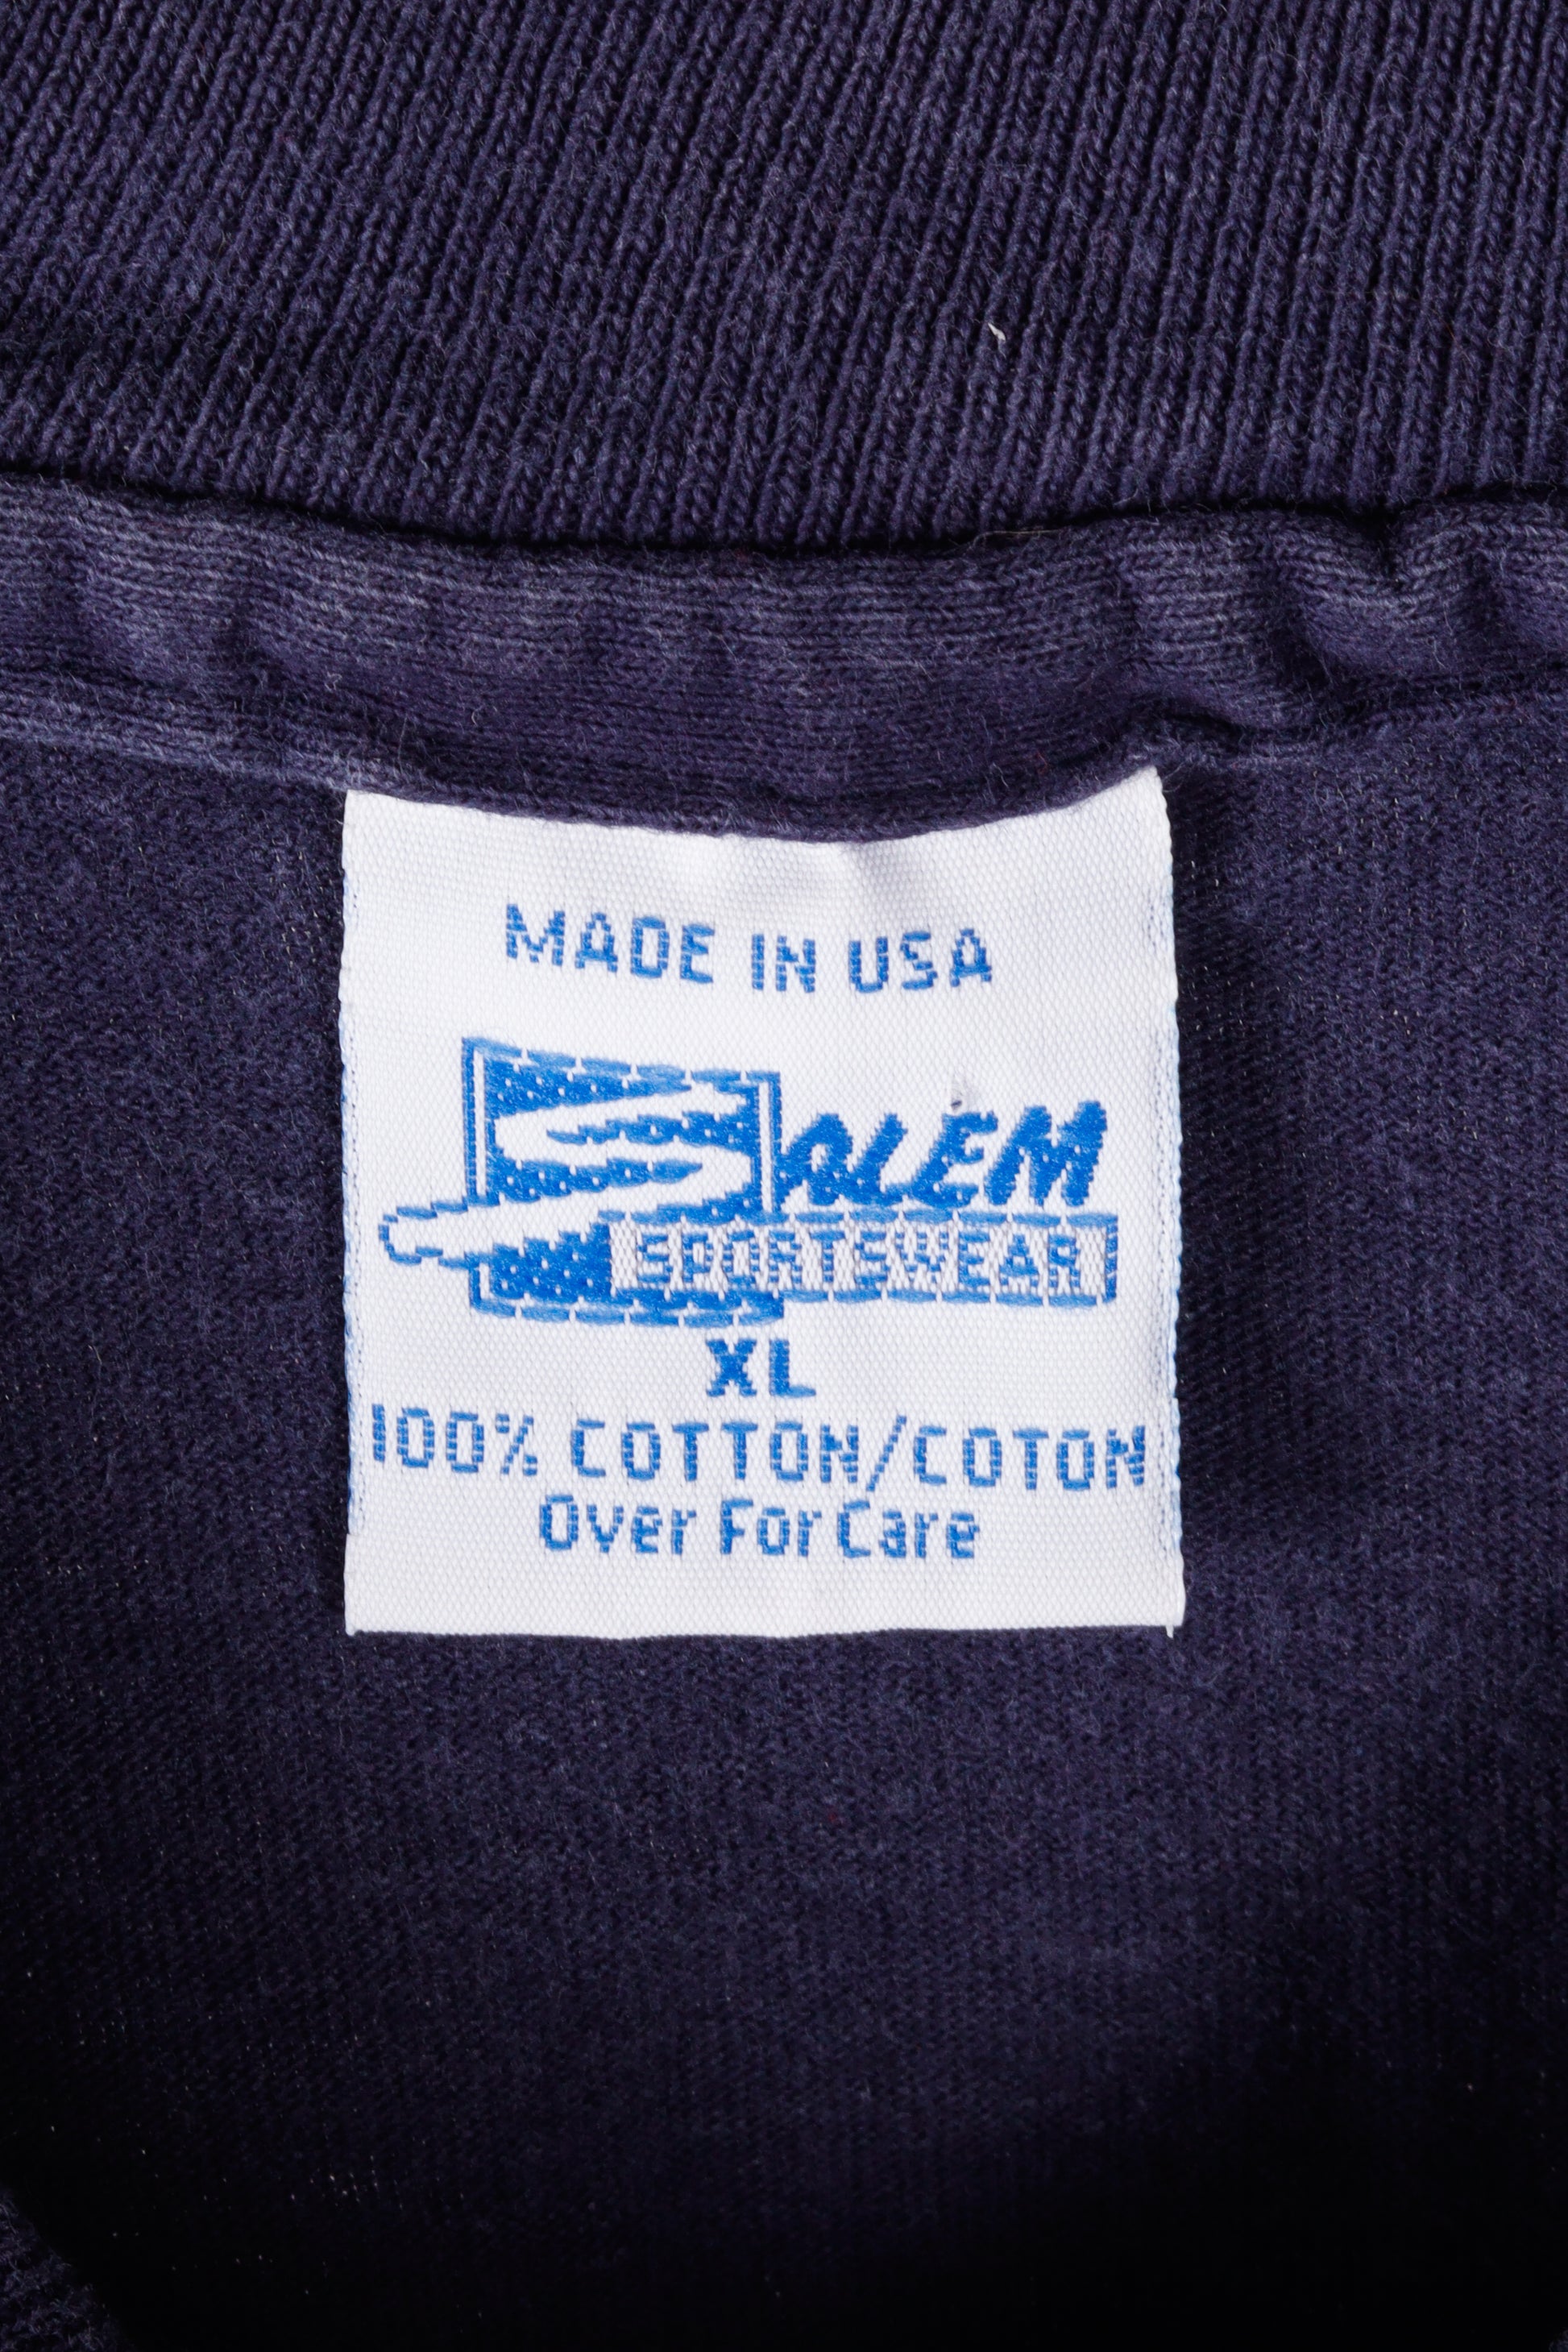 MADE IN USA
SALEM
SPORTSWEAR
XL
100% COTTON/COTON
Over For Care